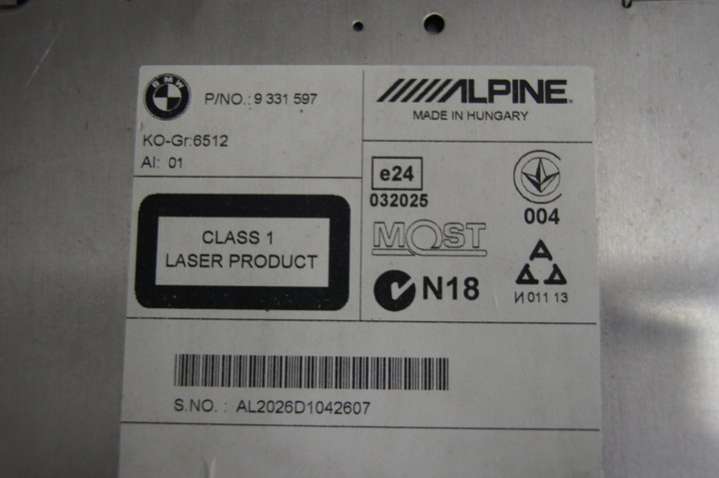 BMW
P/NO.: 9 331 597
KO-Gr:6512
AI: 01
CLASS 1
LASER PRODUCT
ALPINE®
MADE IN HUNGARY
e24
032025
004
MOST
N18
И 011 13
S.NO. : AL2026D1042607